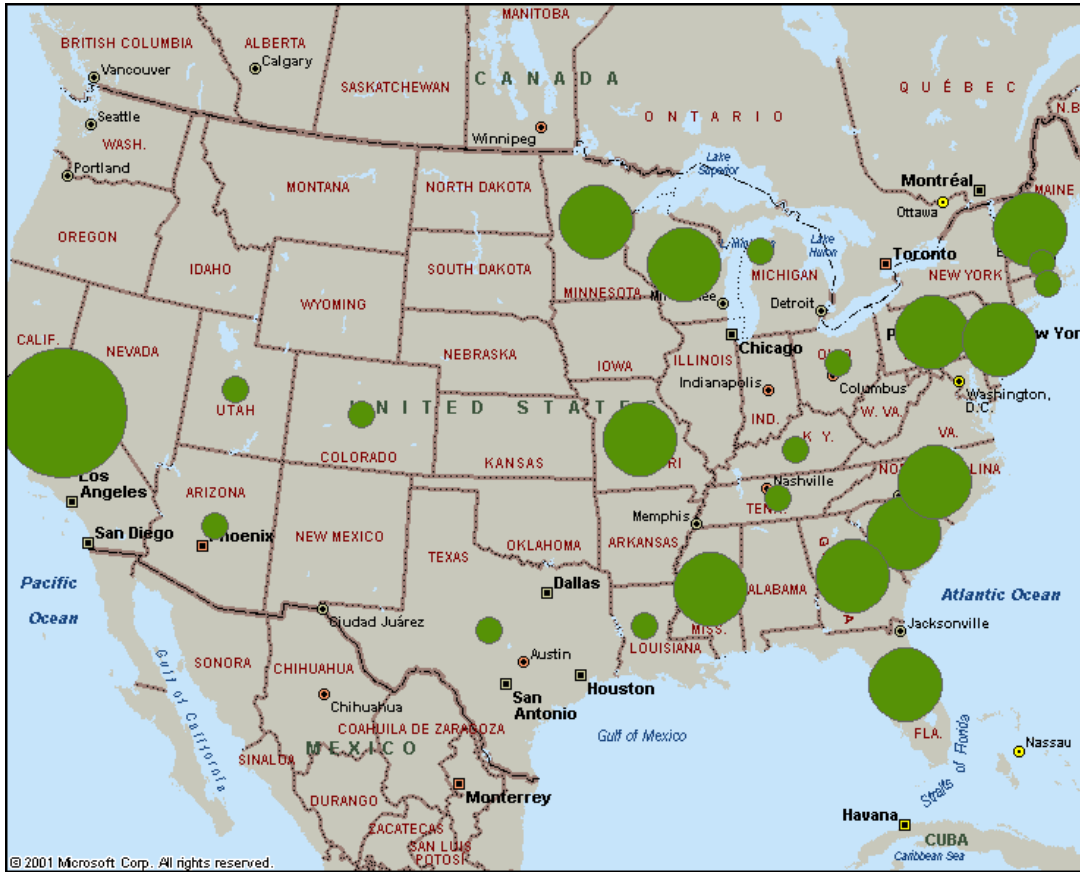 MANITOBA
BRITISH COLUMBIA
ALBERTA
Calgary
Vancouver
SASKATCHEWAN
CANADA
QUÉBEC
N.B
ONTARIO
Seattle
WASH.
Winnipeg
Lake
Superior
Portland
MONTANA
NORTH DAKOTA
Montréal
MAINE
Ottawa
OREGON
IDAHO
SOUTH DAKOTA
Lake
Huron
Toronto
MICHIGAN
NEW YORK
WYOMING
MINNESOTA
Detroit
CALIF.
NEVADA
NEBRASKA
IOWA
ILLINOIS
Chicago
Indianapolis
Columbus
Washington,
D.C.
UTAH
UNITED STATES
IND.
W. VA.
VA.
COLORADO
KANSAS
KY.
Los
Angeles
ARIZONA
Nashville
TENN.
Memphis
San Diego
Phoenix
NEW MEXICO
TEXAS
OKLAHOMA
ARKANSAS
Pacific
Ocean
Dallas
ALABAMA
Atlantic Ocean
Ciudad Juárez
MISS.
LOUISIANA
Jacksonville
SONORA
CHIHUAHUA
Austin
Chihuahua
San
Antonio
Houston
Gulf of California
COAHUILA DE ZARAGOZA
Gulf of Mexico
FLA.
Straits of Florida
Nassau
MEXICO
SINALOA
DURANGO
Monterrey
ZACATECAS
SAN LUIS
POTOSÍ
Havana
CUBA
Caribbean Sea
© 2001 Microsoft Corp. All rights reserved.